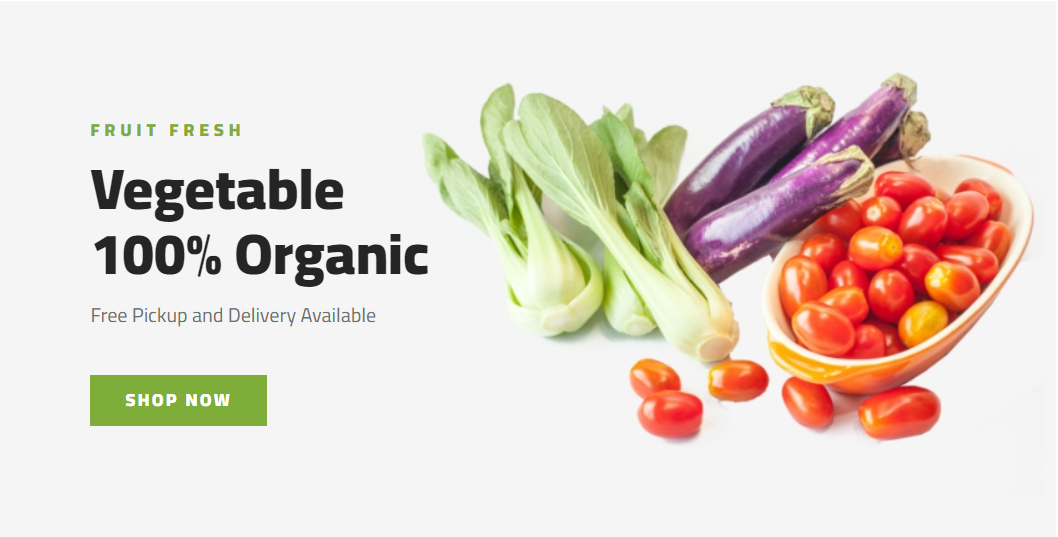 FRUIT FRESH
Vegetable
100% Organic
Free Pickup and Delivery Available
SHOP NOW